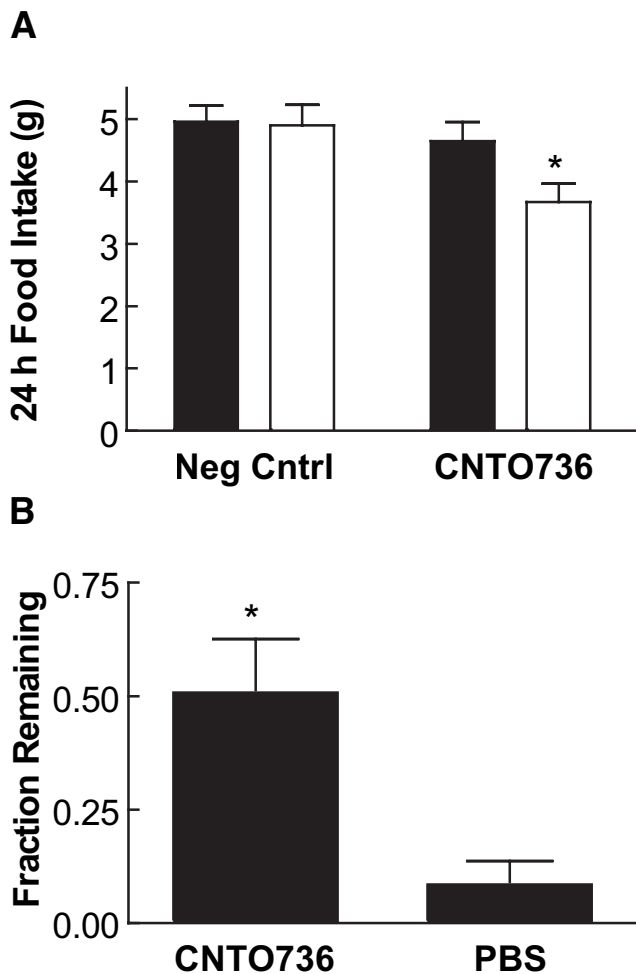 A
24 h Food Intake (g)
5
4
3
2
1
0
*
Neg Cntrl
CNTO736
B
Fraction Remaining
0.75
0.50
0.25
0.00
*
CNTO736
PBS